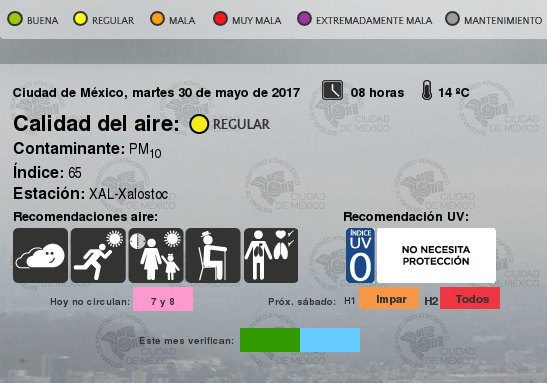 BUENA REGULAR MALA MUY MALA EXTREMADAMENTE MALA MANTENIMIENTO
Ciudad de México, martes 30 de mayo de 2017 08 horas 14 ºC
Calidad del aire: REGULAR
Contaminante: PM10
Índice: 65
Estación: XAL-Xalostoc
Recomendaciones aire: Recomendación UV:
ÍNDICE UV 0 NO NECESITA PROTECCIÓN
Hoy no circulan: 7 y 8 Próx. sábado: H1 Impar H2 Todos
Este mes verifican: